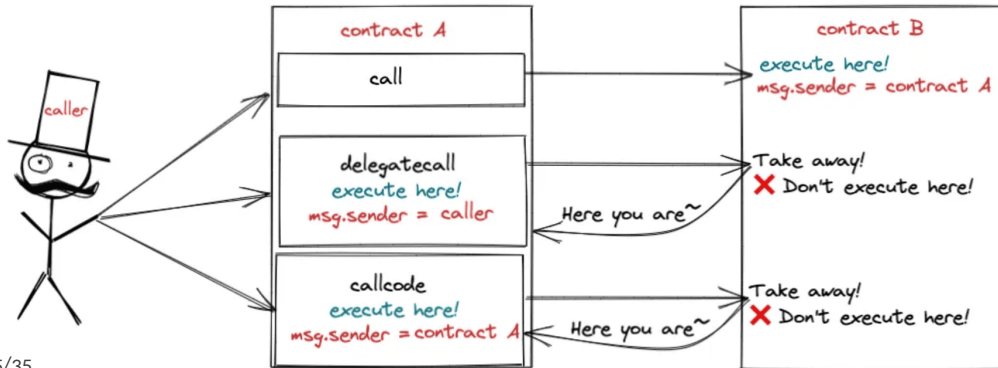 contract A
contract B
caller
call
execute here!
msg.sender = contract A
delegatecall
execute here!
msg.sender = caller
Here you are~
Take away!
❌ Don't execute here!
callcode
execute here!
msg.sender = contract A
Here you are~
Take away!
❌ Don't execute here!